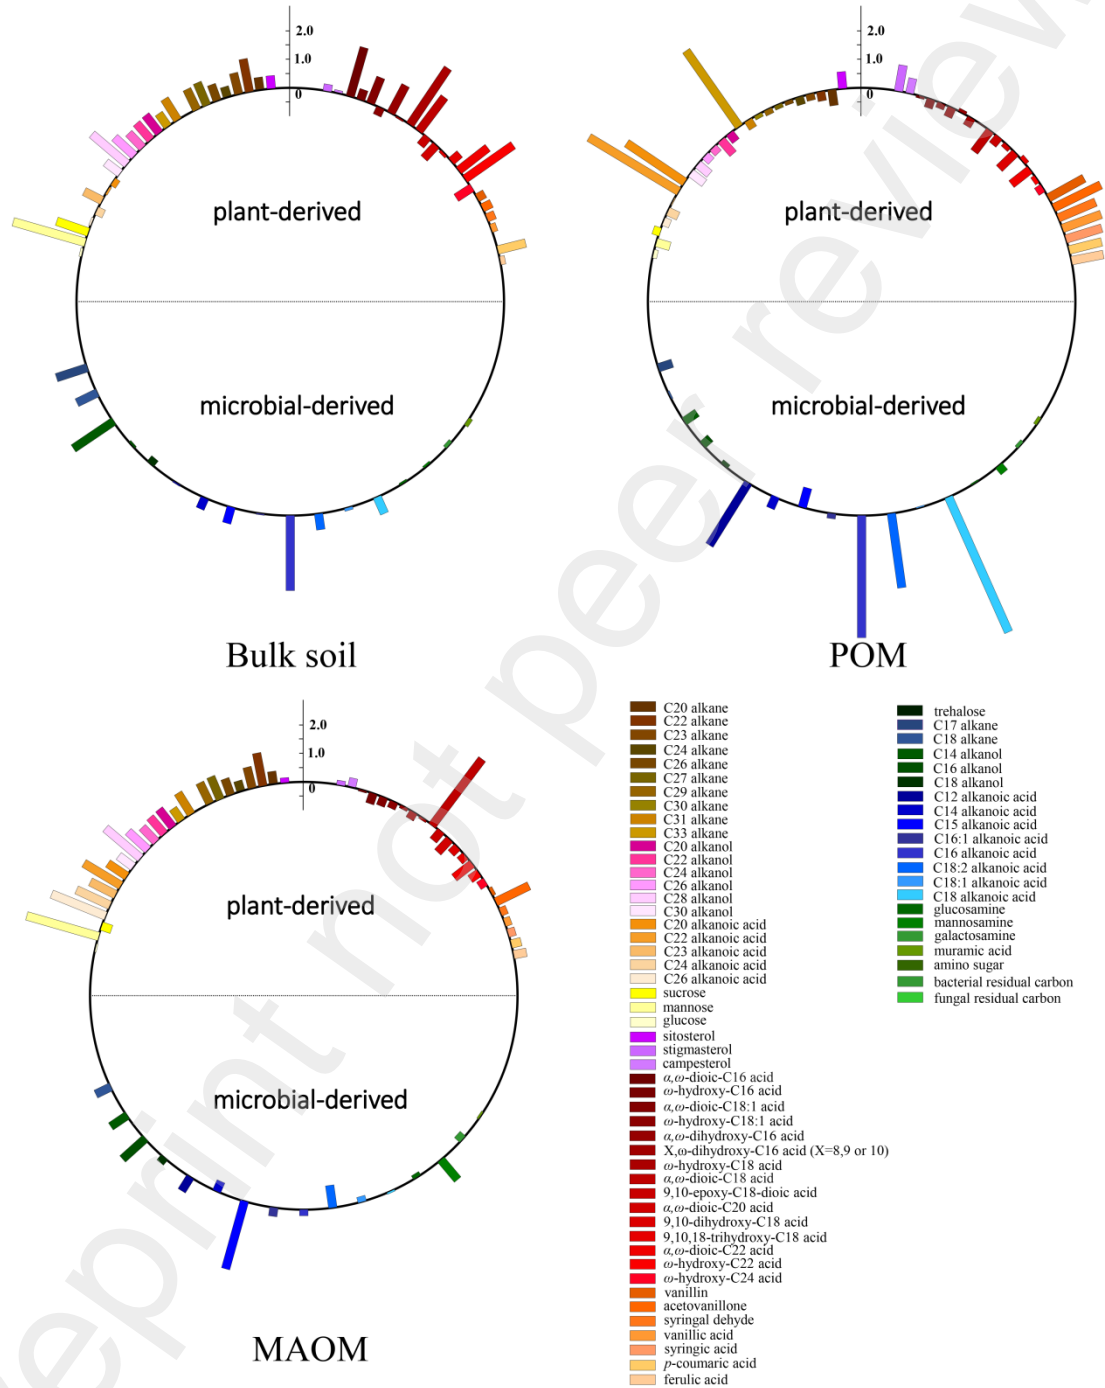 2.0
1.0
0
plant-derived
microbial-derived
Bulk soil
2.0
1.0
0
plant-derived
microbial-derived
POM
2.0
1.0
0
plant-derived
microbial-derived
MAOM
C20 alkane
C22 alkane
C23 alkane
C24 alkane
C26 alkane
C27 alkane
C29 alkane
C30 alkane
C31 alkane
C33 alkane
C20 alkanol
C22 alkanol
C24 alkanol
C26 alkanol
C28 alkanol
C30 alkanol
C20 alkanoic acid
C22 alkanoic acid
C23 alkanoic acid
C24 alkanoic acid
C26 alkanoic acid
sucrose
mannose
glucose
sitosterol
stigmasterol
campesterol
α,ω-dioic-C16 acid
ω-hydroxy-C16 acid
α,ω-dioic-C18:1 acid
ω-hydroxy-C18:1 acid
α,ω-dihydroxy-C16 acid
X,ω-dihydroxy-C16 acid (X=8,9 or 10)
ω-hydroxy-C18 acid
α,ω-dioic-C18 acid
9,10-epoxy-C18-dioic acid
α,ω-dioic-C20 acid
9,10-dihydroxy-C18 acid
9,10,18-trihydroxy-C18 acid
α,ω-dioic-C22 acid
ω-hydroxy-C22 acid
ω-hydroxy-C24 acid
vanillin
acetovanillone
syringal dehyde
vanillic acid
syringic acid
p-coumaric acid
ferulic acid
trehalose
C17 alkane
C18 alkane
C14 alkanol
C16 alkanol
C18 alkanol
C12 alkanoic acid
C14 alkanoic acid
C15 alkanoic acid
C16:1 alkanoic acid
C16 alkanoic acid
C18:2 alkanoic acid
C18:1 alkanoic acid
C18 alkanoic acid
glucosamine
mannosamine
galactosamine
muramic acid
amino sugar
bacterial residual carbon
fungal residual carbon
eprint not peer review